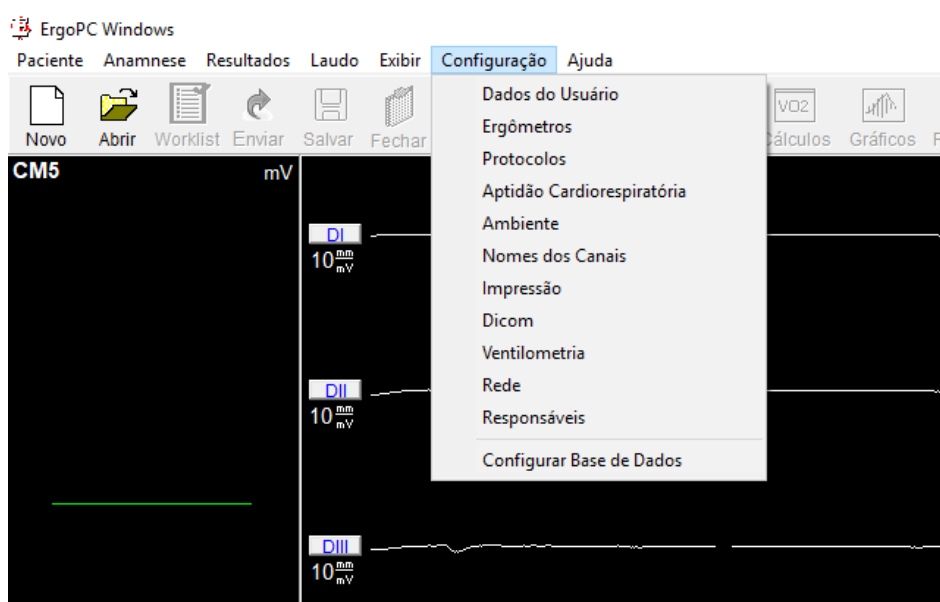 ErgoPC Windows
Paciente Anamnese Resultados Laudo Exibir Configuração Ajuda
Novo Abrir Worklist Enviar Salvar Fechar
VO2
Gráficos
Dados do Usuário
Ergômetros
Protocolos
Aptidão Cardiorespiratória
Ambiente
Nomes dos Canais
Impressão
Dicom
Ventilometria
Rede
Responsáveis
Configurar Base de Dados
CM5 mV
DI
10 mm/mV
DII
10 mm/mV
DIII
10 mm/mV